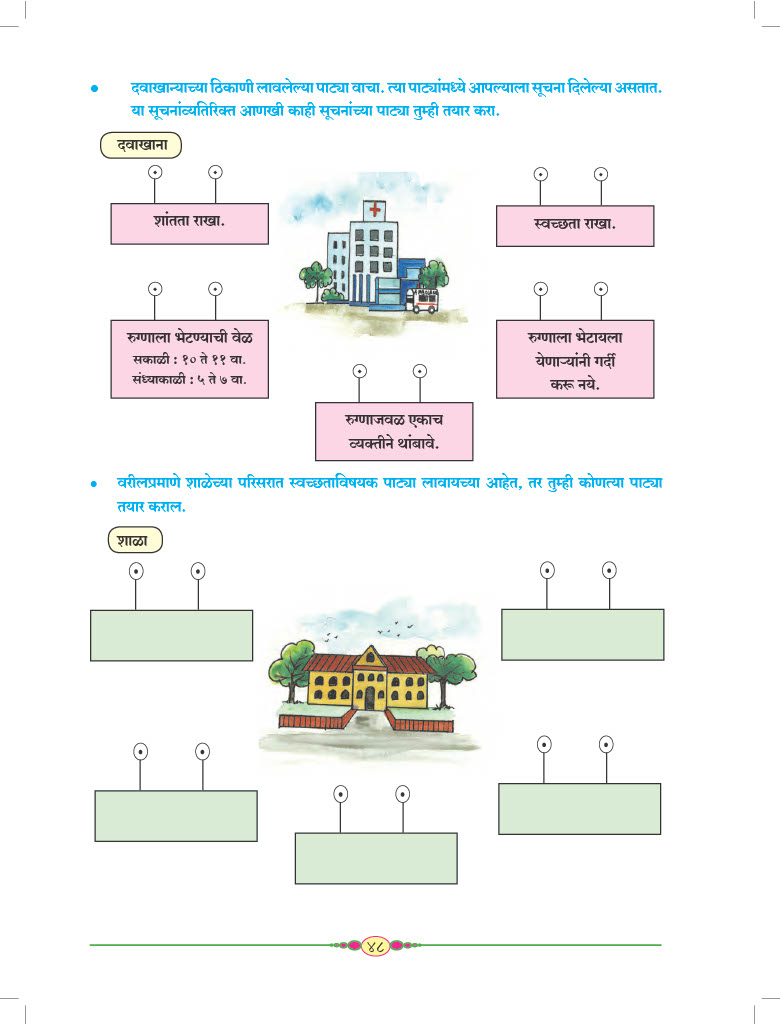 • दवाखान्याच्या ठिकाणी लावलेल्या पाट्या वाचा. त्या पाट्यांमध्ये आपल्याला सूचना दिलेल्या असतात.
या सूचनांव्यतिरिक्त आणखी काही सूचनांच्या पाट्या तुम्ही तयार करा.
दवाखाना
शांतता राखा.
स्वच्छता राखा.
रुग्णाला भेटण्याची वेळ
सकाळी : १० ते ११ वा.
संध्याकाळी : ५ ते ७ वा.
रुग्णाला भेटायला
येणाऱ्यांनी गर्दी
करू नये.
रुग्णाजवळ एकाच
व्यक्तीने थांबावे.
• वरीलप्रमाणे शाळेच्या परिसरात स्वच्छताविषयक पाट्या लावायच्या आहेत, तर तुम्ही कोणत्या पाट्या
तयार कराल.
शाळा
४८